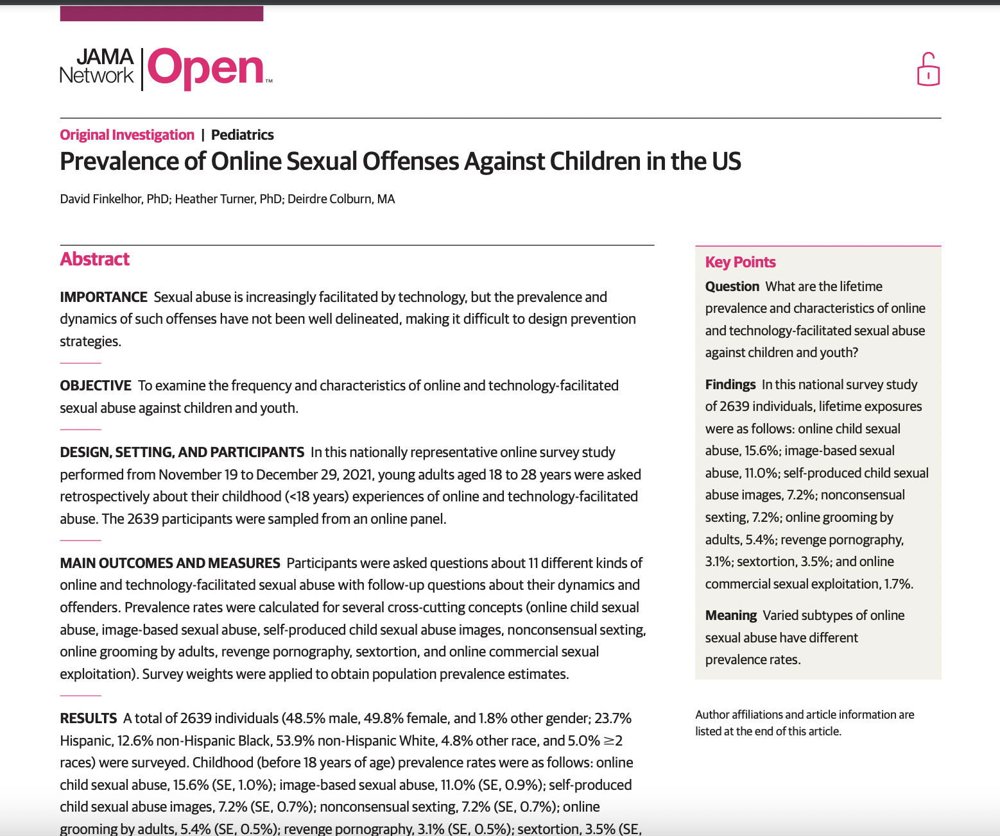 JAMA
Network
Open™
Original Investigation | Pediatrics
Prevalence of Online Sexual Offenses Against Children in the US
David Finkelhor, PhD; Heather Turner, PhD; Deirdre Colburn, MA
Abstract
IMPORTANCE Sexual abuse is increasingly facilitated by technology, but the prevalence and
dynamics of such offenses have not been well delineated, making it difficult to design prevention
strategies.
OBJECTIVE To examine the frequency and characteristics of online and technology-facilitated
sexual abuse against children and youth.
DESIGN, SETTING, AND PARTICIPANTS In this nationally representative online survey study
performed from November 19 to December 29, 2021, young adults aged 18 to 28 years were asked
retrospectively about their childhood (<18 years) experiences of online and technology-facilitated
abuse. The 2639 participants were sampled from an online panel.
MAIN OUTCOMES AND MEASURES Participants were asked questions about 11 different kinds of
online and technology-facilitated sexual abuse with follow-up questions about their dynamics and
offenders. Prevalence rates were calculated for several cross-cutting concepts (online child sexual
abuse, image-based sexual abuse, self-produced child sexual abuse images, nonconsensual sexting,
online grooming by adults, revenge pornography, sextortion, and online commercial sexual
exploitation). Survey weights were applied to obtain population prevalence estimates.
RESULTS A total of 2639 individuals (48.5% male, 49.8% female, and 1.8% other gender; 23.7%
Hispanic, 12.6% non-Hispanic Black, 53.9% non-Hispanic White, 4.8% other race, and 5.0% ≥2
races) were surveyed. Childhood (before 18 years of age) prevalence rates were as follows: online
child sexual abuse, 15.6% (SE, 1.0%); image-based sexual abuse, 11.0% (SE, 0.9%); self-produced
child sexual abuse images, 7.2% (SE, 0.7%); nonconsensual sexting, 7.2% (SE, 0.7%); online
grooming by adults, 5.4% (SE, 0.5%); revenge pornography, 3.1% (SE, 0.5%); sextortion, 3.5% (SE,
Key Points
Question What are the lifetime
prevalence and characteristics of online
and technology-facilitated sexual abuse
against children and youth?
Findings In this national survey study
of 2639 individuals, lifetime exposures
were as follows: online child sexual
abuse, 15.6%; image-based sexual
abuse, 11.0%; self-produced child sexual
abuse images, 7.2%; nonconsensual
sexting, 7.2%; online grooming by
adults, 5.4%; revenge pornography,
3.1%; sextortion, 3.5%; and online
commercial sexual exploitation, 1.7%.
Meaning Varied subtypes of online
sexual abuse have different
prevalence rates.
Author affiliations and article information are
listed at the end of this article.